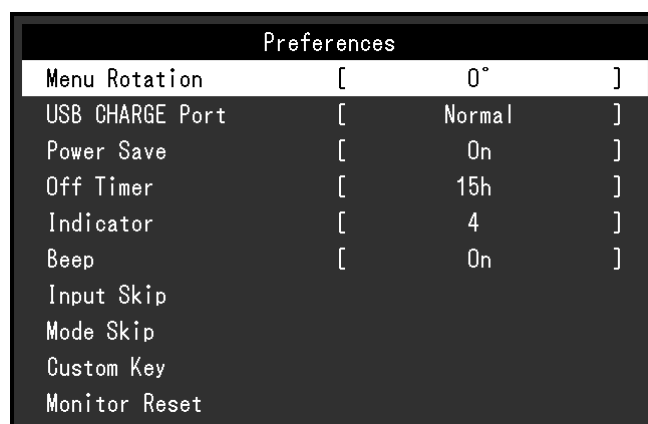 Preferences
Menu Rotation [ 0° ]
USB CHARGE Port [ Normal ]
Power Save [ On ]
Off Timer [ 15h ]
Indicator [ 4 ]
Beep [ On ]
Input Skip
Mode Skip
Custom Key
Monitor Reset